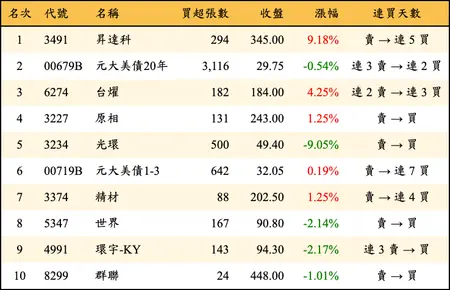 名次 代號 名稱 買超張數 收盤 漲幅 連買天數
1 3491 昇達科 294 345.00 9.18% 賣 → 連 5 買
2 00679B 元大美債20年 3,116 29.75 -0.54% 連 3 賣 → 連 2 買
3 6274 台燿 182 184.00 4.25% 連 2 賣 → 連 3 買
4 3227 原相 131 243.00 1.25% 賣 → 買
5 3234 光環 500 49.40 -9.05% 賣 → 買
6 00719B 元大美債1-3 642 32.05 0.19% 賣 → 連 7 買
7 3374 精材 88 202.50 1.25% 賣 → 連 4 買
8 5347 世界 167 90.80 -2.14% 賣 → 買
9 4991 環宇-KY 143 94.30 -2.17% 連 3 賣 → 買
10 8299 群聯 24 448.00 -1.01% 賣 → 買